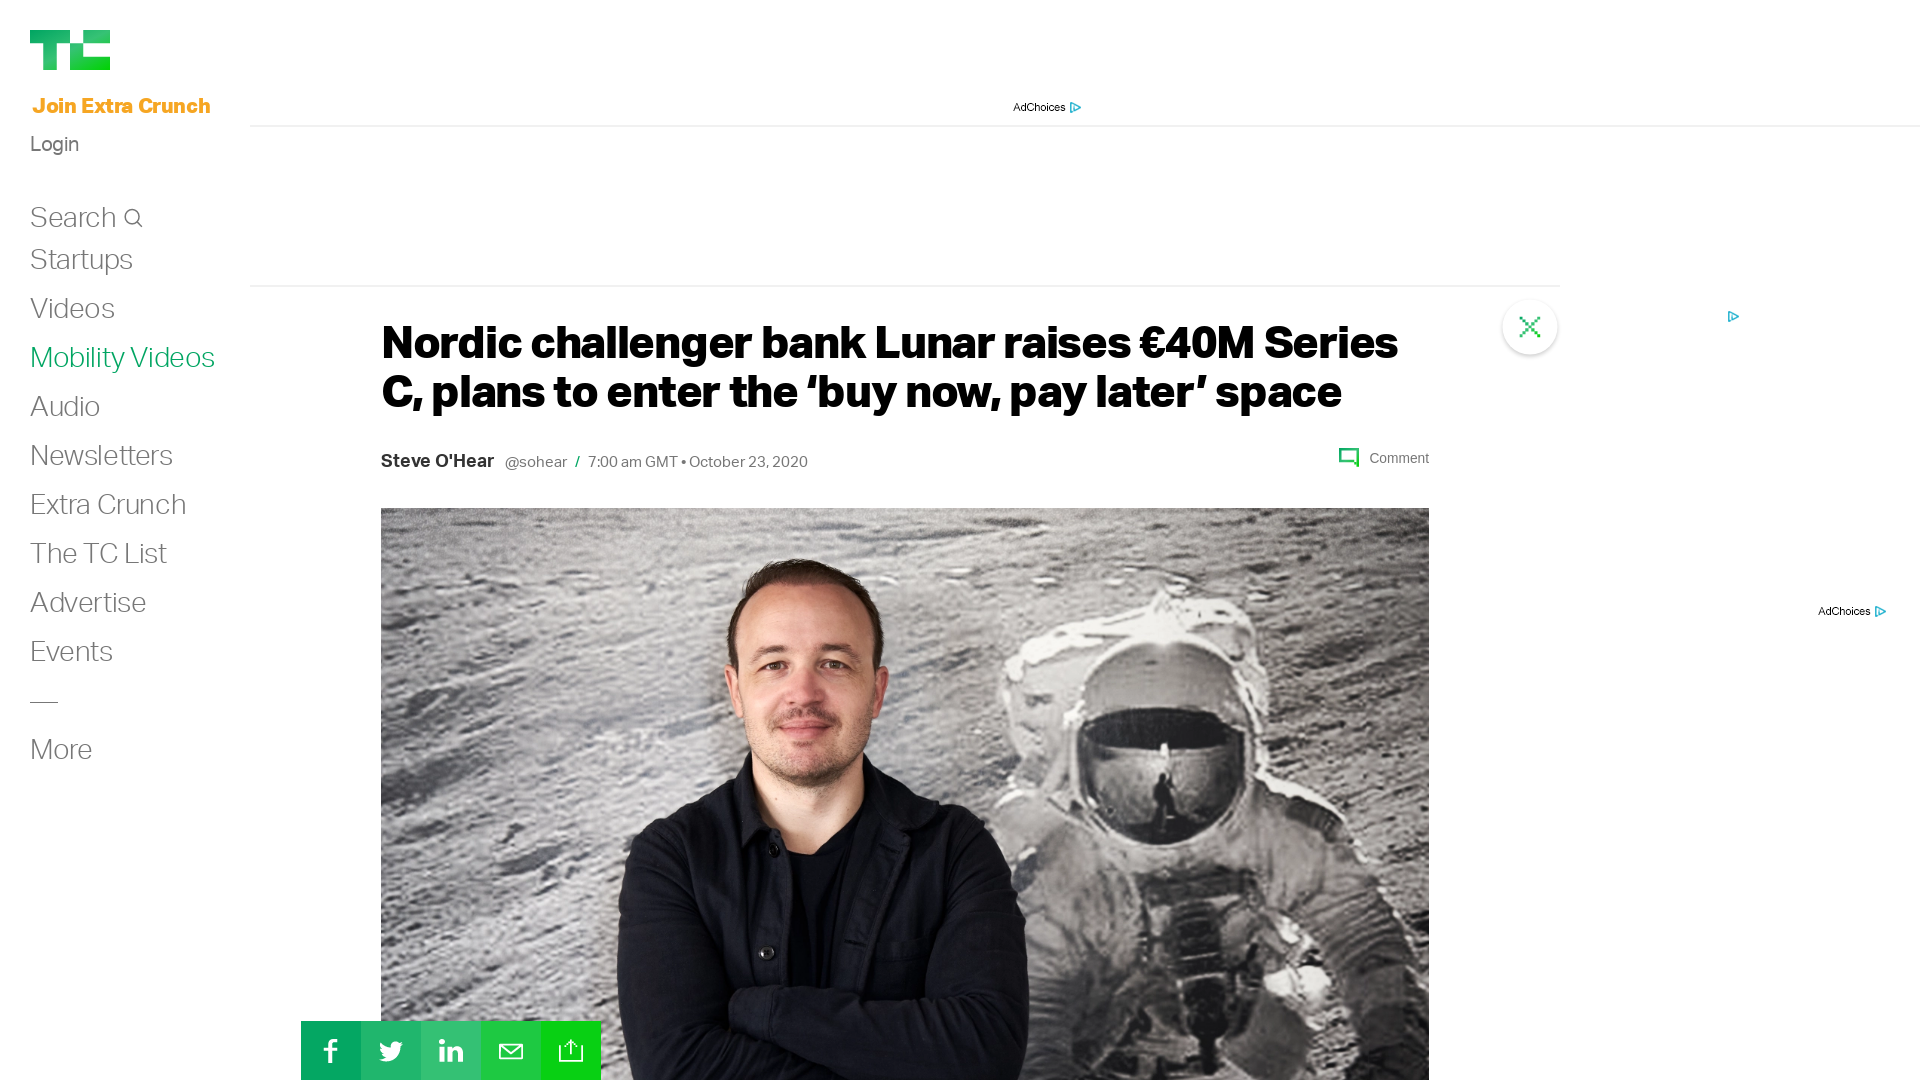 TC
Join Extra Crunch
Login
Search
Startups
Videos
Mobility Videos
Audio
Newsletters
Extra Crunch
The TC List
Advertise
Events
More
AdChoices
Nordic challenger bank Lunar raises €40M Series
C, plans to enter the ‘buy now, pay later’ space
Steve O'Hear @sohear / 7:00 am GMT • October 23, 2020
Comment
AdChoices